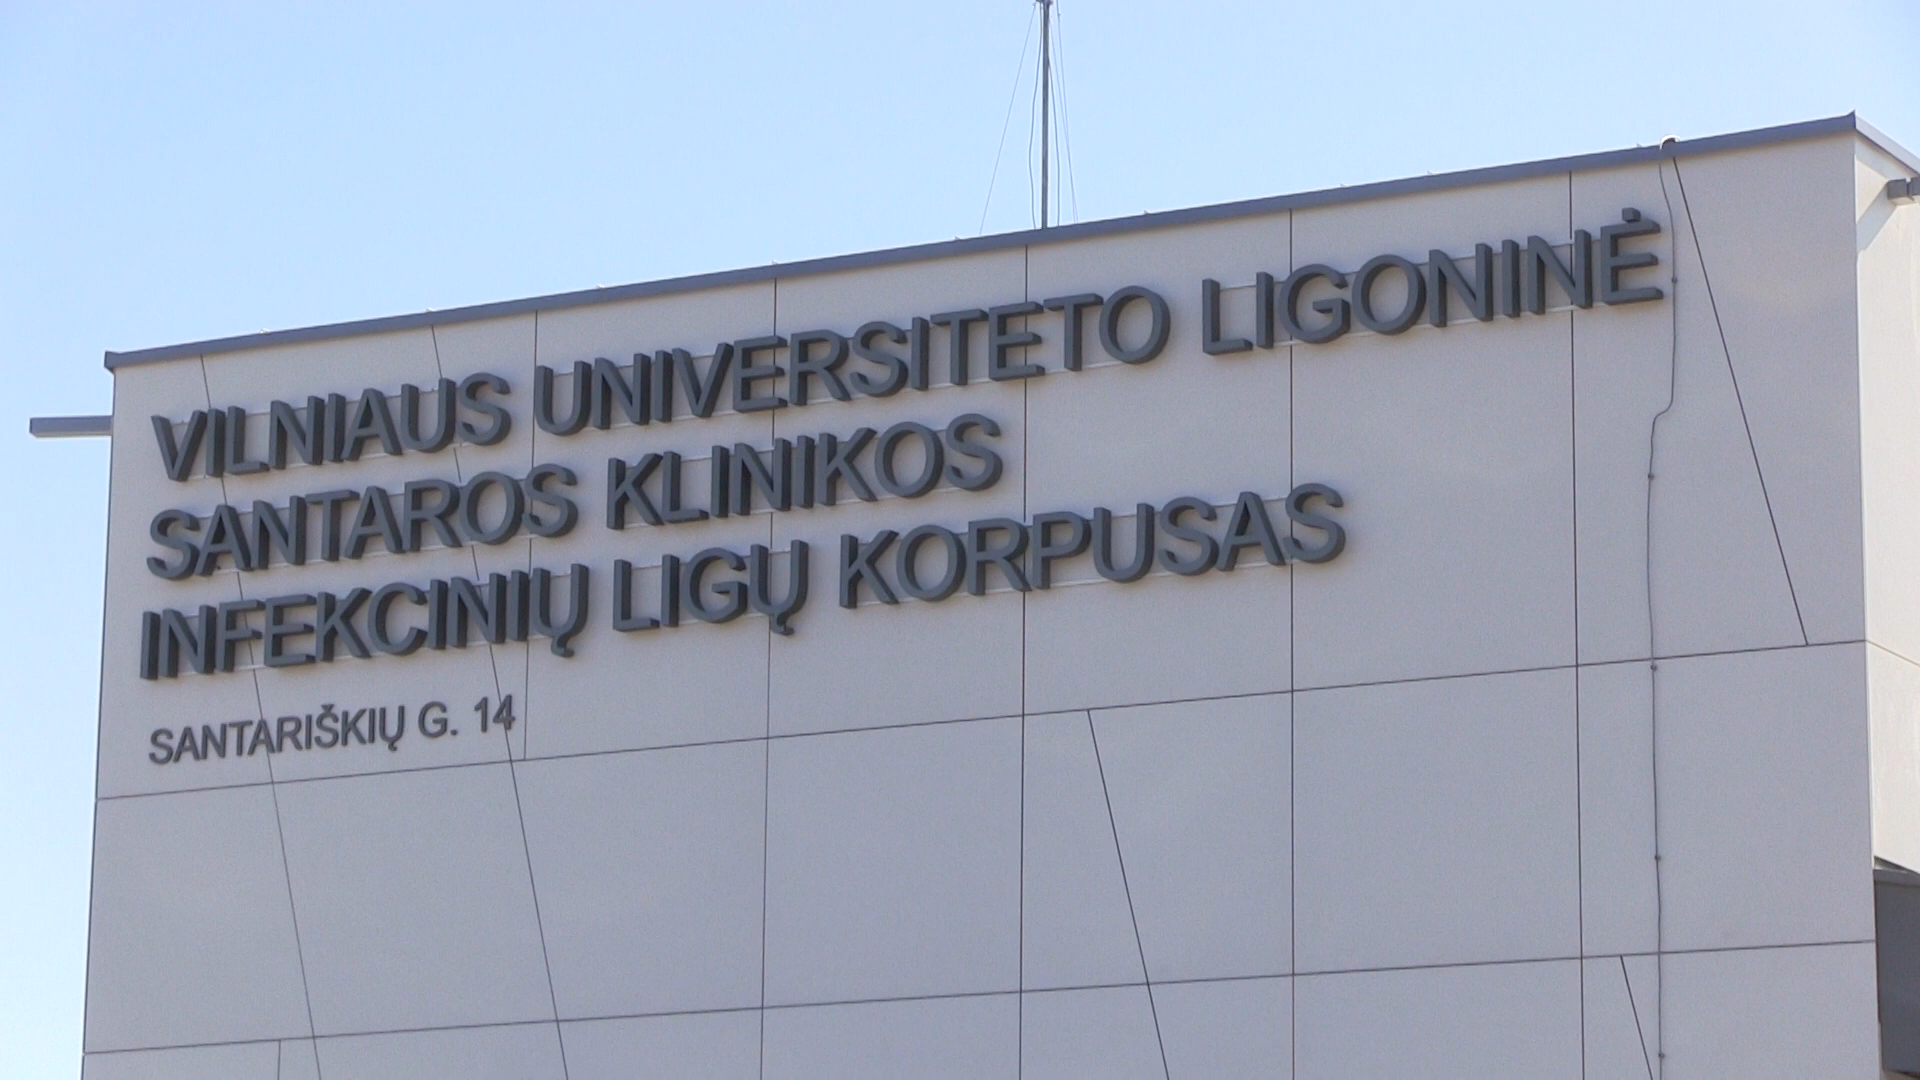 VILNIAUS UNIVERSITETO LIGONINĖ
SANTAROS KLINIKOS
INFEKCINIŲ LIGŲ KORPUSAS
SANTARIŠKIŲ G. 14